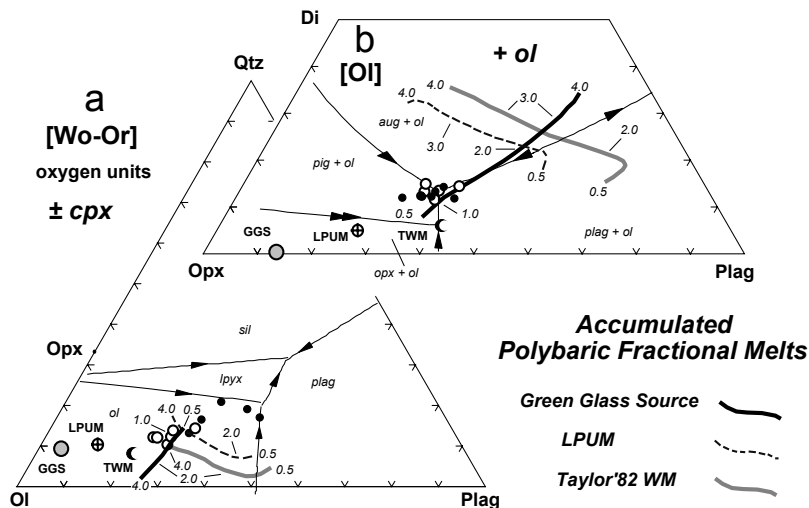 Di
b
[Ol]
+ ol
Qtz
a
[Wo-Or]
oxygen units
± cpx
4.0
4.0
3.0
aug + ol
3.0
2.0
2.0
pig + ol
0.5
0.5
0.5
1.0
GGS
LPUM
TWM
plag + ol
Opx
opx + ol
Plag
sil
Opx
lpyx
plag
ol
4.0
0.5
1.0
LPUM
2.0
0.5
GGS
TWM
4.0
2.0
0.5
4.0
Ol
Plag
Accumulated
Polybaric Fractional Melts
Green Glass Source
LPUM
Taylor'82 WM